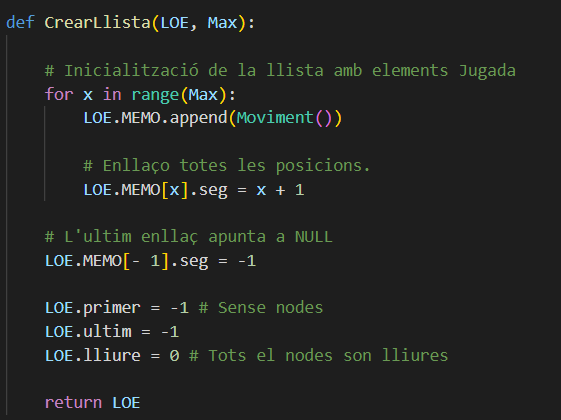 def CrearLlista(LOE, Max):
# Inicialització de la llista amb elements Jugada
for x in range(Max):
LOE.MEMO.append(Moviment())
# Enllaço totes les posicions.
LOE.MEMO[x].seg = x + 1
# L'ultim enllaç apunta a NULL
LOE.MEMO[- 1].seg = -1
LOE.primer = -1 # Sense nodes
LOE.ultim = -1
LOE.lliure = 0 # Tots el nodes son lliures
return LOE